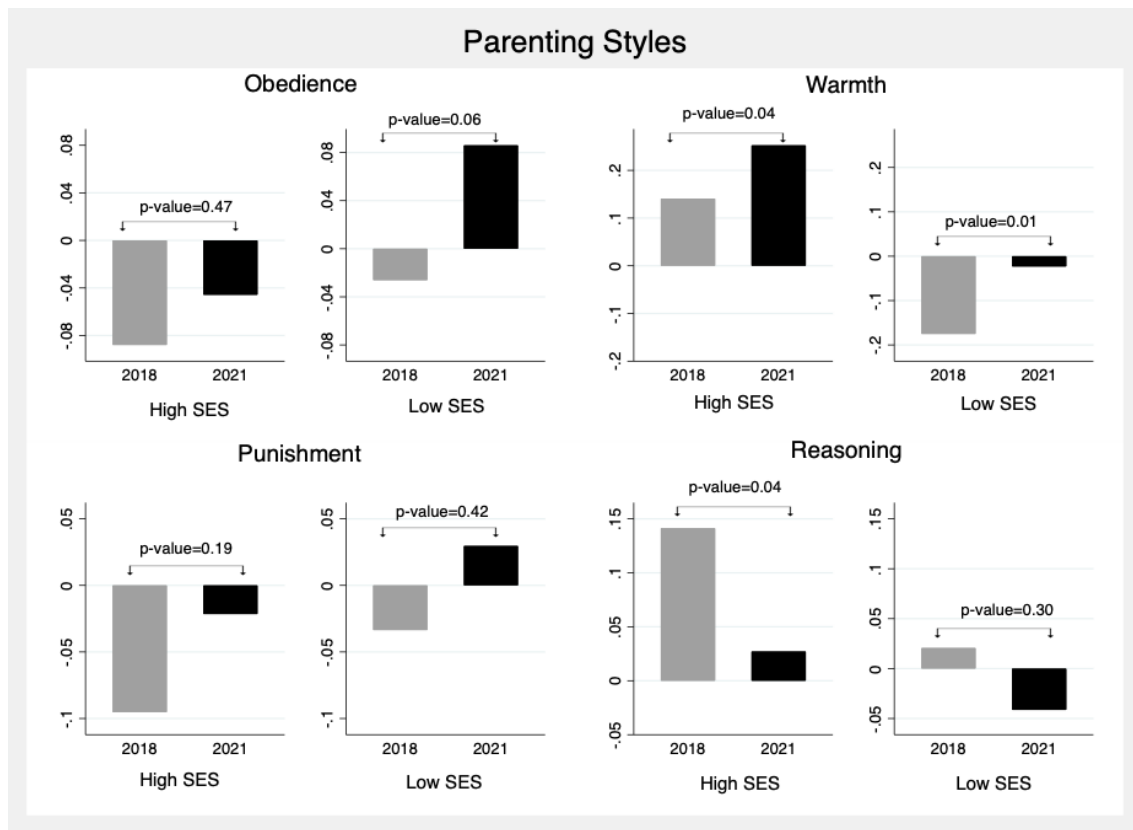 Parenting Styles
Obedience
p-value=0.47
.08
.04
0
-.04
-.08
2018 2021
High SES
p-value=0.06
.08
.04
0
-.04
-.08
2018 2021
Low SES
Warmth
p-value=0.04
.2
.1
0
-.1
-.2
2018 2021
High SES
p-value=0.01
.2
.1
0
-.1
-.2
2018 2021
Low SES
Punishment
p-value=0.19
.05
0
-.05
-.1
2018 2021
High SES
p-value=0.42
.05
0
-.05
-.1
2018 2021
Low SES
Reasoning
p-value=0.04
.15
.1
.05
0
-.05
2018 2021
High SES
p-value=0.30
.15
.1
.05
0
-.05
2018 2021
Low SES